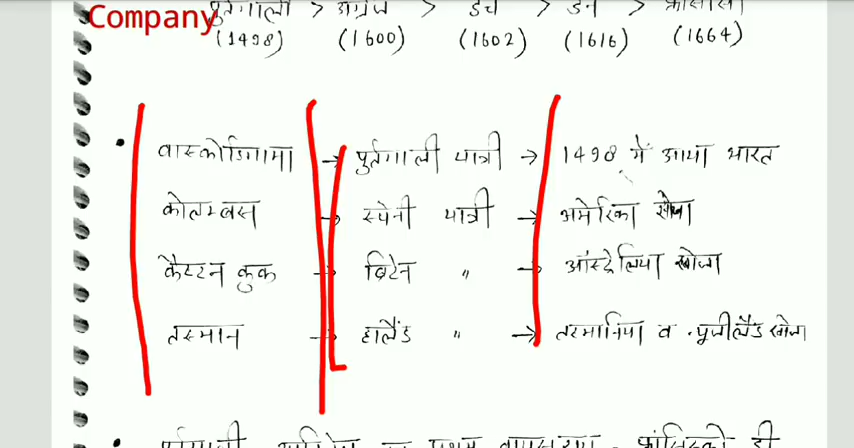 Company
पुर्तगाली > अंग्रेज > डच > डेन > फ्रांसीसी
(1498) (1600) (1602) (1616) (1664)
• वास्कोडिगामा → पुर्तगाली यात्री → 1498 में आया भारत
कोलम्बस → स्पेनी यात्री → अमेरिका खोजा
कैप्टन कुक → ब्रिटेन " → ऑस्ट्रेलिया खोजा
तस्मान → हालैंड " → तस्मानिया व न्यूजीलैंड खोजा